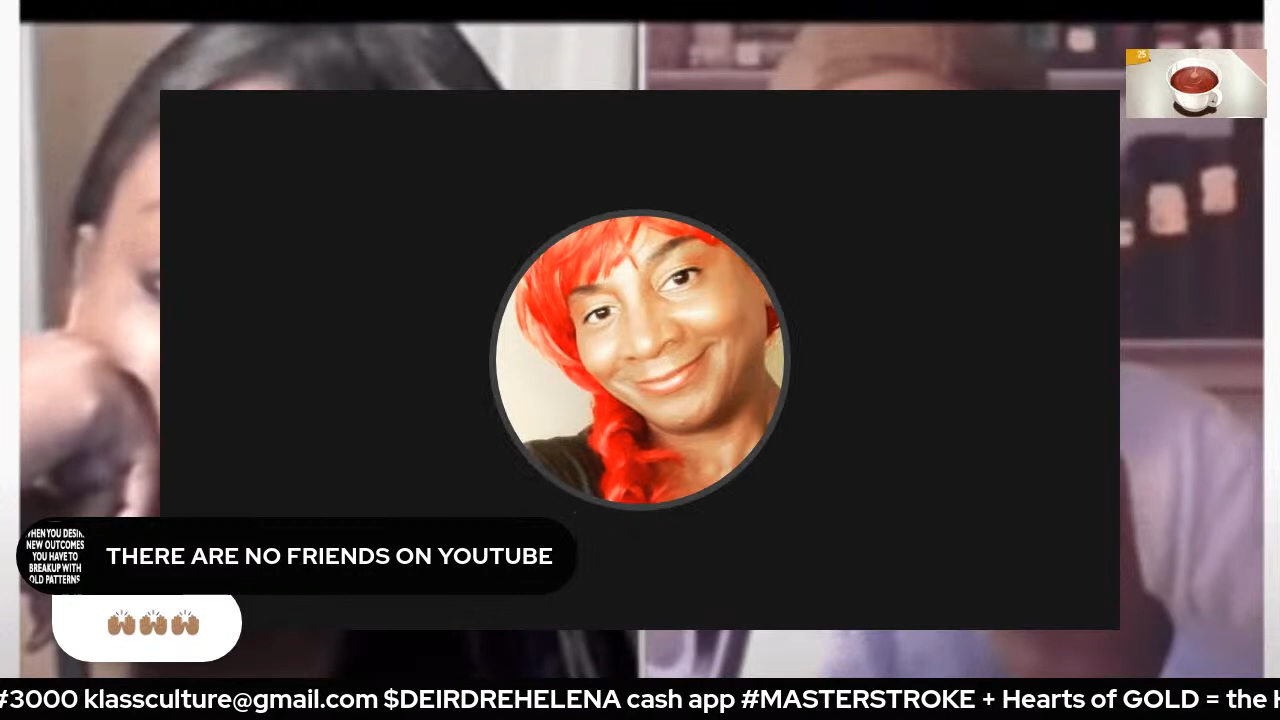 25
WHEN YOU DESIRE
NEW OUTCOMES
YOU HAVE TO
BREAKUP WITH
OLD PATTERNS
THERE ARE NO FRIENDS ON YOUTUBE
#3000 klassculture@gmail.com $DEIRDREHELENA cash app #MASTERSTROKE + Hearts of GOLD = the